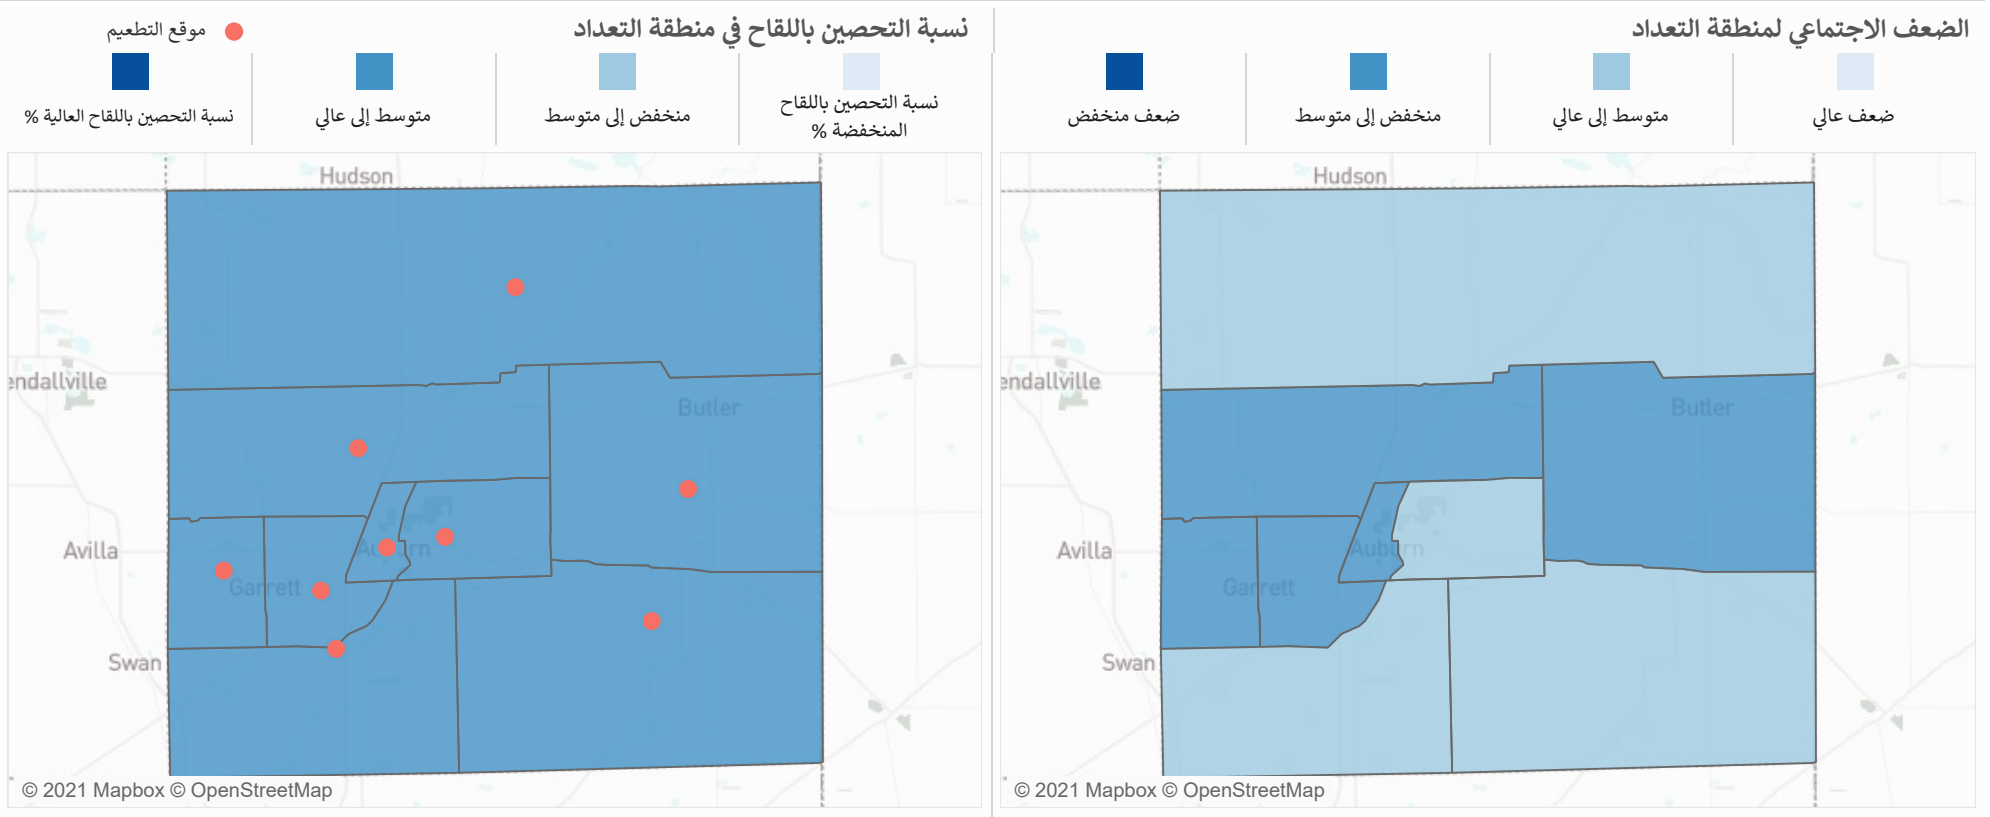 الضعف الاجتماعي لمنطقة التعداد
ضعف عالي
متوسط إلى عالي
منخفض إلى متوسط
ضعف منخفض
Hudson
endallville
Butler
Avilla
Auburn
Garrett
Swan
© 2021 Mapbox © OpenStreetMap
نسبة التحصين باللقاح في منطقة التعداد
موقع التطعيم
نسبة التحصين باللقاح
المنخفضة %
منخفض إلى متوسط
متوسط إلى عالي
نسبة التحصين باللقاح العالية %
Hudson
endallville
Butler
Avilla
Auburn
Garrett
Swan
© 2021 Mapbox © OpenStreetMap